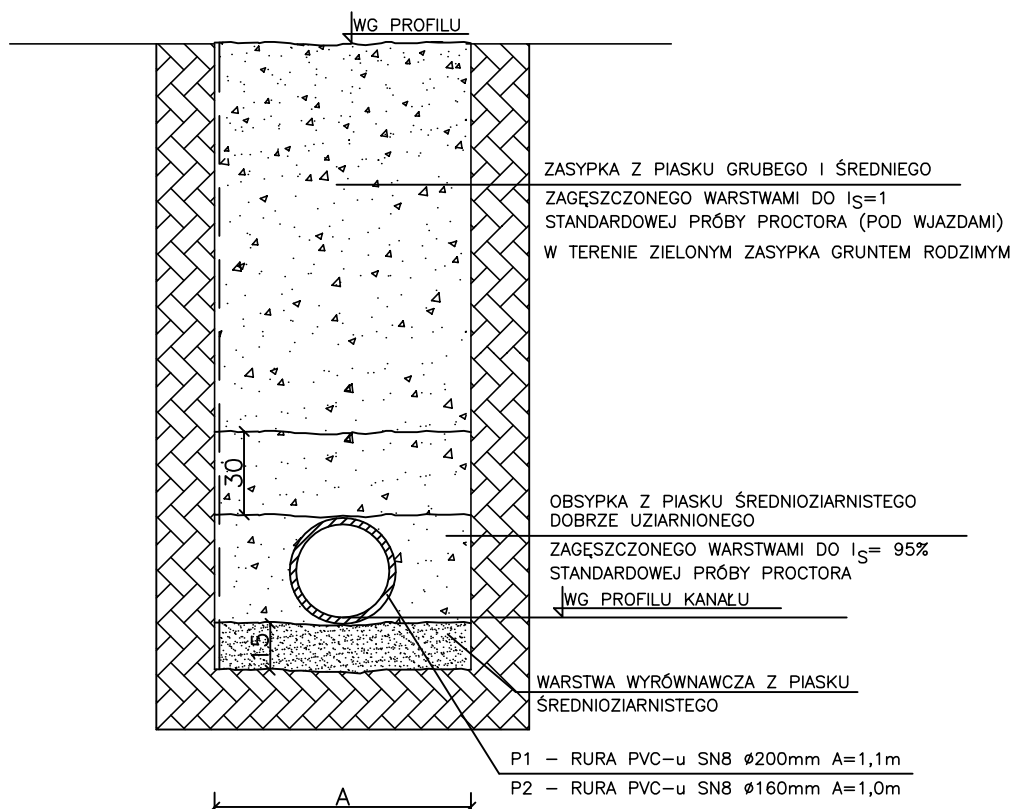 WG PROFILU
ZASYPKA Z PIASKU GRUBEGO I ŚREDNIEGO
ZAGĘSZCZONEGO WARSTWAMI DO IS=1
STANDARDOWEJ PRÓBY PROCTORA (POD WJAZDAMI)
W TERENIE ZIELONYM ZASYPKA GRUNTEM RODZIMYM
30
OBSYPKA Z PIASKU ŚREDNIOZIARNISTEGO
DOBRZE UZIARNIONEGO
ZAGĘSZCZONEGO WARSTWAMI DO IS= 95%
STANDARDOWEJ PRÓBY PROCTORA
WG PROFILU KANAŁU
15
WARSTWA WYRÓWNAWCZA Z PIASKU
ŚREDNIOZIARNISTEGO
P1 – RURA PVC–u SN8 ø200mm A=1,1m
P2 – RURA PVC–u SN8 ø160mm A=1,0m
A